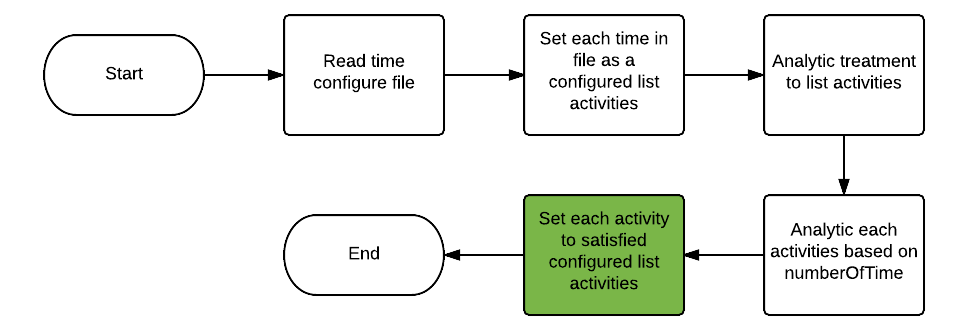 Start
Read time
configure file
Set each time in
file as a
configured list
activities
Analytic treatment
to list activities
Analytic each
activities based on
numberOfTime
Set each activity
to satisfied
configured list
activities
End